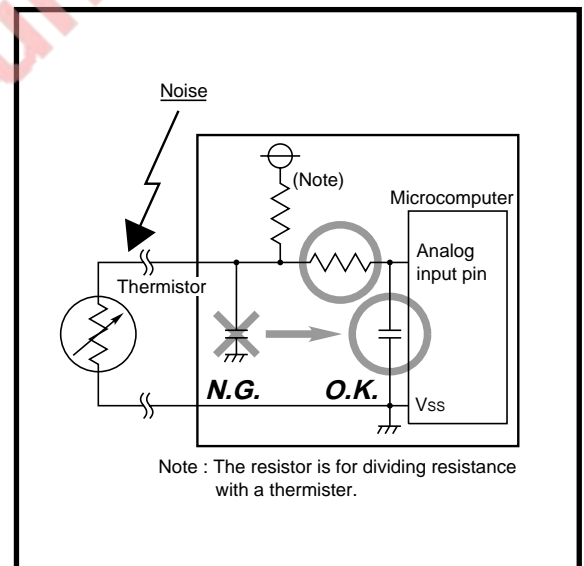 Noise
(Note)
Microcomputer
Analog
input pin
Thermistor
N.G.
O.K.
Vss
Note : The resistor is for dividing resistance
with a thermister.